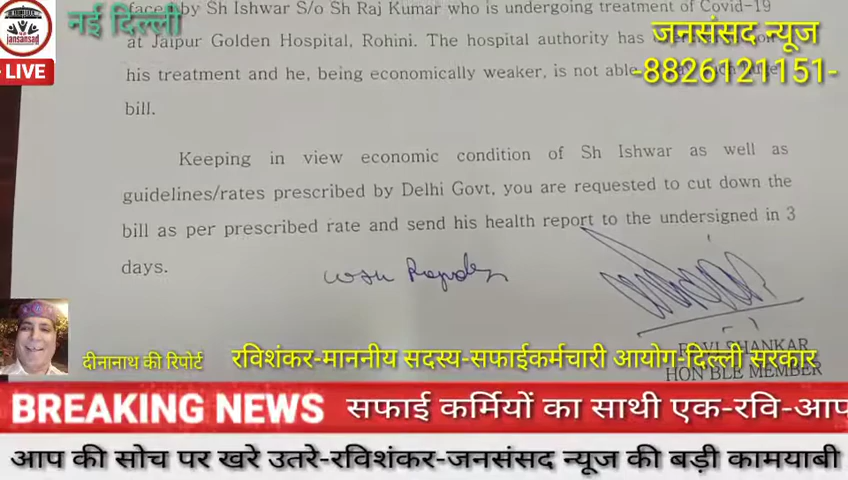 नई दिल्ली
jansansad
LIVE
जनसंसद न्यूज
-8826121151-
faced by Sh Ishwar S/o Sh Raj Kumar who is undergoing treatment of Covid-19
at Jaipur Golden Hospital, Rohini. The hospital authority has
his treatment and he, being economically weaker, is not able
bill.
Keeping in view economic condition of Sh Ishwar as well as
guidelines/rates prescribed by Delhi Govt, you are requested to cut down the
bill as per prescribed rate and send his health report to the undersigned in 3
days.
RAVI SHANKAR
HON'BLE MEMBER
दीनानाथ की रिपोर्ट
रविशंकर-माननीय सदस्य-सफाईकर्मचारी आयोग-दिल्ली सरकार
BREAKING NEWS
सफाई कर्मियों का साथी एक-रवि-आप
आप की सोच पर खरे उतरे-रविशंकर-जनसंसद न्यूज की बड़ी कामयाबी